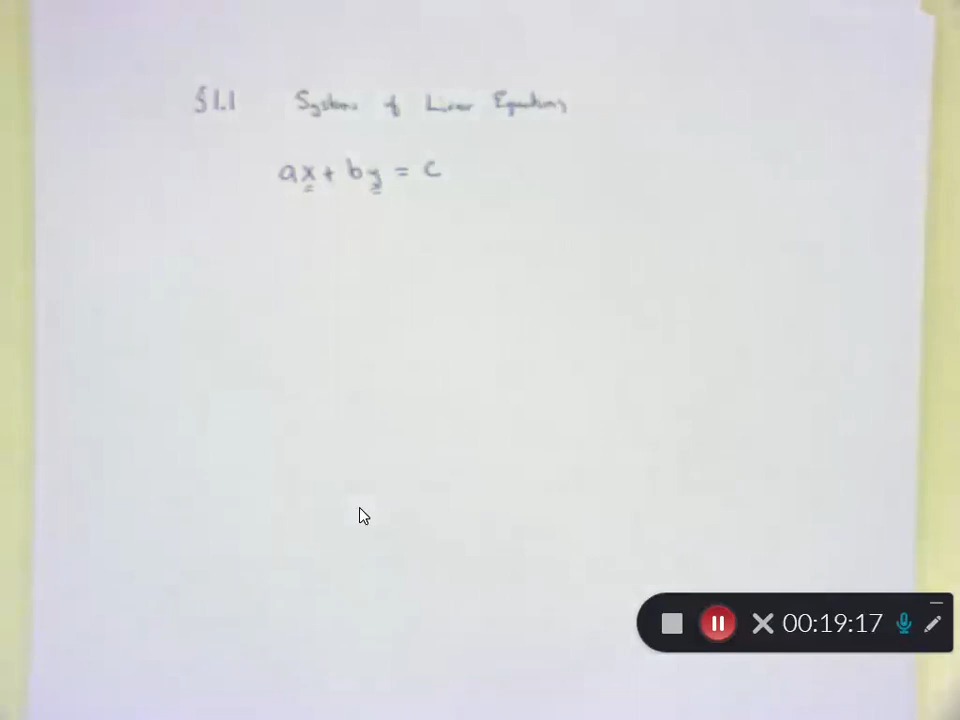 §1.1 Systems of Linear Equations
ax + by = c
00:19:17